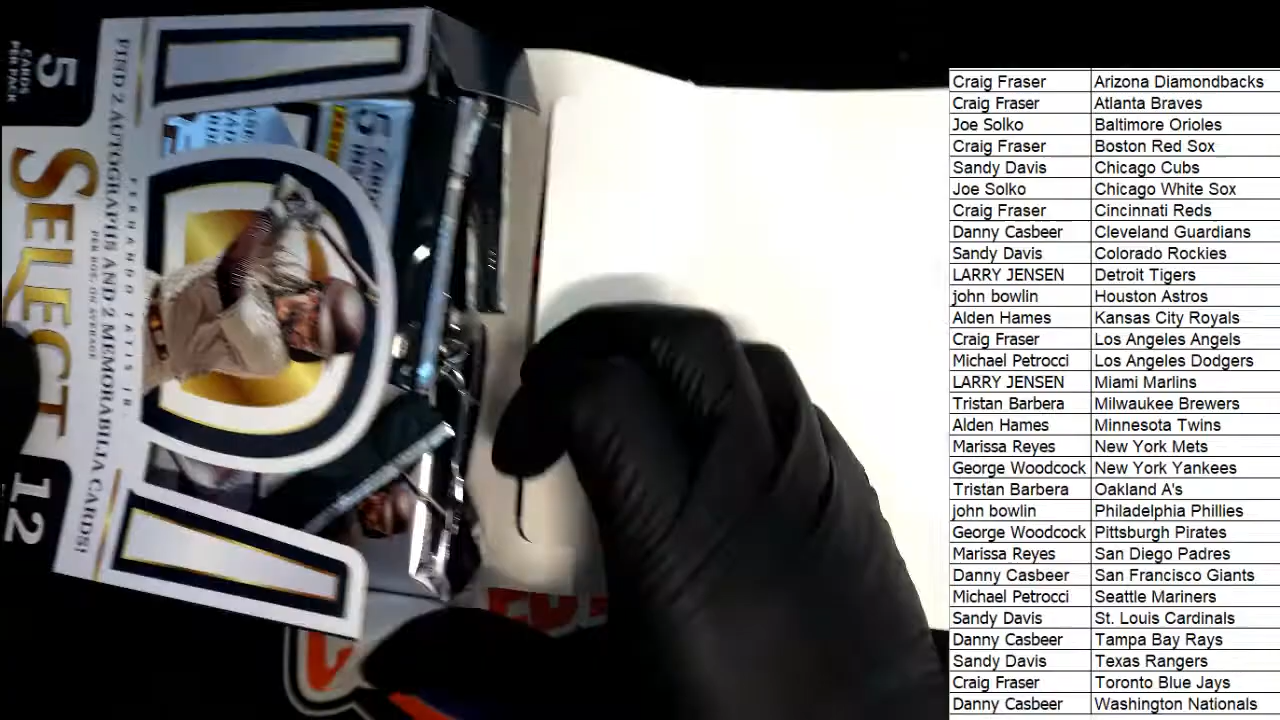 5
CARDS
PER PACK
FIND 2 AUTOGRAPHS AND 2 MEMORABILIA CARDS!
PER BOX, ON AVERAGE
SELECT
12
FERNANDO TATIS JR.
5 CARDS
Craig Fraser Arizona Diamondbacks
Craig Fraser Atlanta Braves
Joe Solko Baltimore Orioles
Craig Fraser Boston Red Sox
Sandy Davis Chicago Cubs
Joe Solko Chicago White Sox
Craig Fraser Cincinnati Reds
Danny Casbeer Cleveland Guardians
Sandy Davis Colorado Rockies
LARRY JENSEN Detroit Tigers
john bowlin Houston Astros
Alden Hames Kansas City Royals
Craig Fraser Los Angeles Angels
Michael Petrocci Los Angeles Dodgers
LARRY JENSEN Miami Marlins
Tristan Barbera Milwaukee Brewers
Alden Hames Minnesota Twins
Marissa Reyes New York Mets
George Woodcock New York Yankees
Tristan Barbera Oakland A's
john bowlin Philadelphia Phillies
George Woodcock Pittsburgh Pirates
Marissa Reyes San Diego Padres
Danny Casbeer San Francisco Giants
Michael Petrocci Seattle Mariners
Sandy Davis St. Louis Cardinals
Danny Casbeer Tampa Bay Rays
Sandy Davis Texas Rangers
Craig Fraser Toronto Blue Jays
Danny Casbeer Washington Nationals